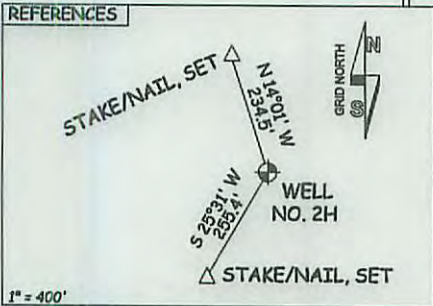 REFERENCES
STAKE/NAIL, SET
N 14°01' W
234.5'
GRID NORTH
N
S
WELL
NO. 2H
S 25°31' W
255.4'
STAKE/NAIL, SET
1" = 400'